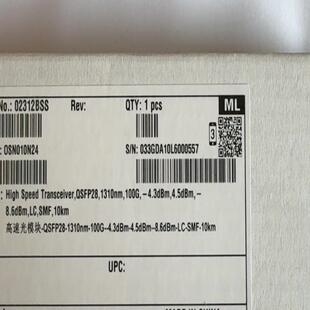 No.: 02312BSS Rev: QTY: 1 pcs ML
3
: OSN010N24 S/N: 033GDA10L6000557
: High Speed Transceiver,QSFP28,1310nm,100G,－4.3dBm,4.5dBm,－
8.6dBm,LC,SMF,10km
高速光模块-QSFP28-1310nm-100G--4.3dBm-4.5dBm--8.6dBm-LC-SMF-10km
UPC: